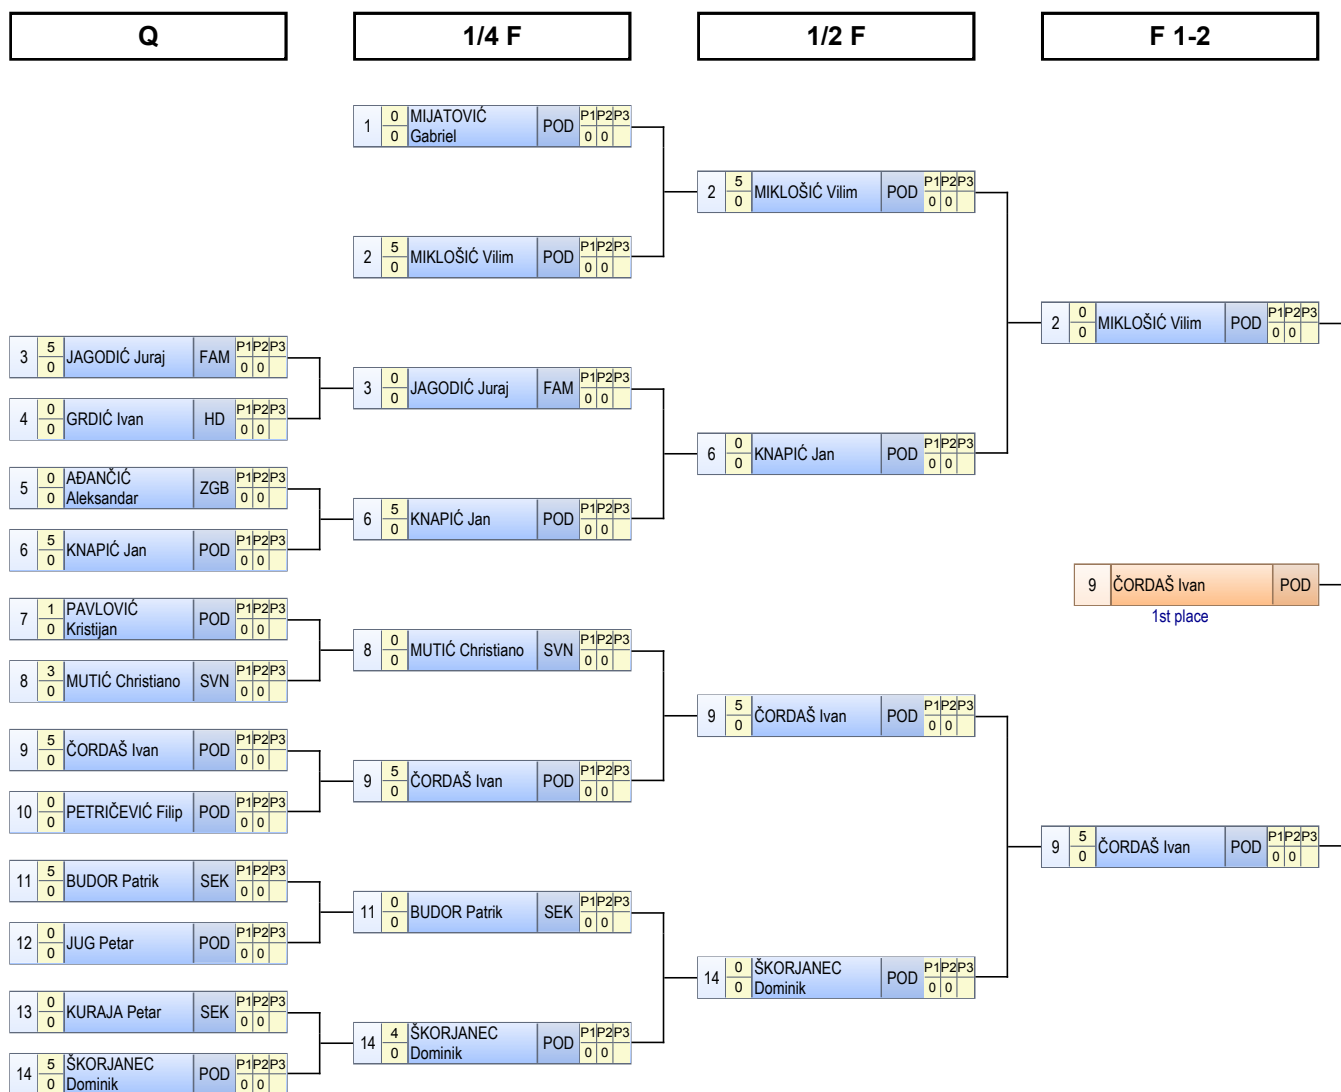 Q
1/4 F
1/2 F
F 1-2
1 0 MIJATOVIĆ POD P1 P2 P3
0 Gabriel 0 0
2 5 MIKLOŠIĆ Vilim POD P1 P2 P3
0 0 0
2 5 MIKLOŠIĆ Vilim POD P1 P2 P3
0 0 0
2 0 MIKLOŠIĆ Vilim POD P1 P2 P3
0 0 0
3 5 JAGODIĆ Juraj FAM P1 P2 P3
0 0 0
4 0 GRDIĆ Ivan HD P1 P2 P3
0 0 0
3 0 JAGODIĆ Juraj FAM P1 P2 P3
0 0 0
6 0 KNAPIĆ Jan POD P1 P2 P3
0 0 0
5 0 AĐANČIĆ ZGB P1 P2 P3
0 Aleksandar 0 0
6 5 KNAPIĆ Jan POD P1 P2 P3
0 0 0
6 5 KNAPIĆ Jan POD P1 P2 P3
0 0 0
9 ČORDAŠ Ivan POD
1st place
7 1 PAVLOVIĆ POD P1 P2 P3
0 Kristijan 0 0
8 3 MUTIĆ Christiano SVN P1 P2 P3
0 0 0
8 0 MUTIĆ Christiano SVN P1 P2 P3
0 0 0
9 5 ČORDAŠ Ivan POD P1 P2 P3
0 0 0
9 5 ČORDAŠ Ivan POD P1 P2 P3
0 0 0
10 0 PETRIČEVIĆ Filip POD P1 P2 P3
0 0 0
9 5 ČORDAŠ Ivan POD P1 P2 P3
0 0 0
9 5 ČORDAŠ Ivan POD P1 P2 P3
0 0 0
11 5 BUDOR Patrik SEK P1 P2 P3
0 0 0
12 0 JUG Petar POD P1 P2 P3
0 0 0
11 0 BUDOR Patrik SEK P1 P2 P3
0 0 0
14 0 ŠKORJANEC POD P1 P2 P3
0 Dominik 0 0
13 0 KURAJA Petar SEK P1 P2 P3
0 0 0
14 5 ŠKORJANEC POD P1 P2 P3
0 Dominik 0 0
14 4 ŠKORJANEC POD P1 P2 P3
0 Dominik 0 0